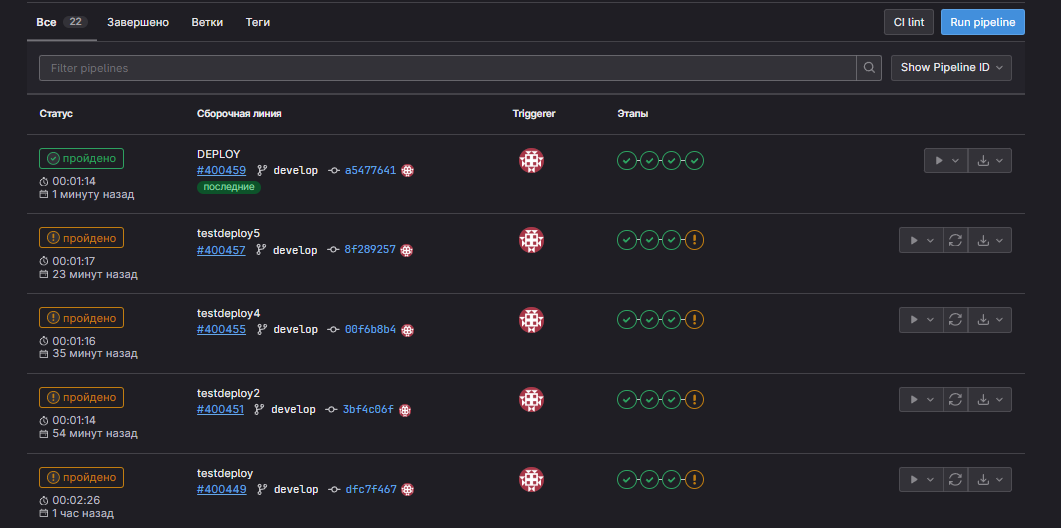 Все 22 Завершено Ветки Теги CI lint Run pipeline
Filter pipelines Show Pipeline ID
Статус Сборочная линия Triggerer Этапы
пройдено DEPLOY
#400459 develop a5477641
00:01:14 последние
1 минуту назад
пройдено testdeploy5
#400457 develop 8f289257
00:01:17
23 минут назад
пройдено testdeploy4
#400455 develop 00f6b8b4
00:01:16
35 минут назад
пройдено testdeploy2
#400451 develop 3bf4c06f
00:01:14
54 минут назад
пройдено testdeploy
#400449 develop dfc7f467
00:02:26
1 час назад